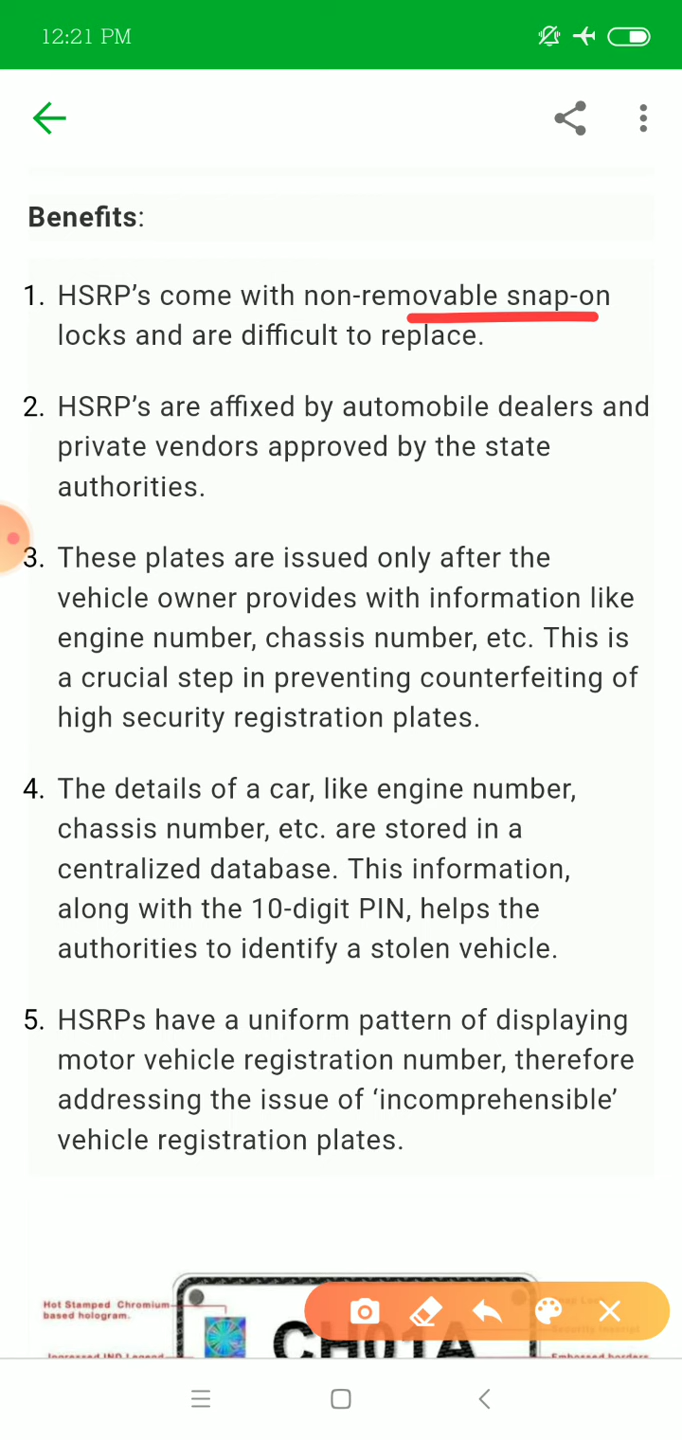 12:21 PM
Benefits:
1. HSRP’s come with non-removable snap-on
locks and are difficult to replace.
2. HSRP’s are affixed by automobile dealers and
private vendors approved by the state
authorities.
3. These plates are issued only after the
vehicle owner provides with information like
engine number, chassis number, etc. This is
a crucial step in preventing counterfeiting of
high security registration plates.
4. The details of a car, like engine number,
chassis number, etc. are stored in a
centralized database. This information,
along with the 10-digit PIN, helps the
authorities to identify a stolen vehicle.
5. HSRPs have a uniform pattern of displaying
motor vehicle registration number, therefore
addressing the issue of ‘incomprehensible’
vehicle registration plates.
Hot Stamped Chromium
based hologram.
CH01A